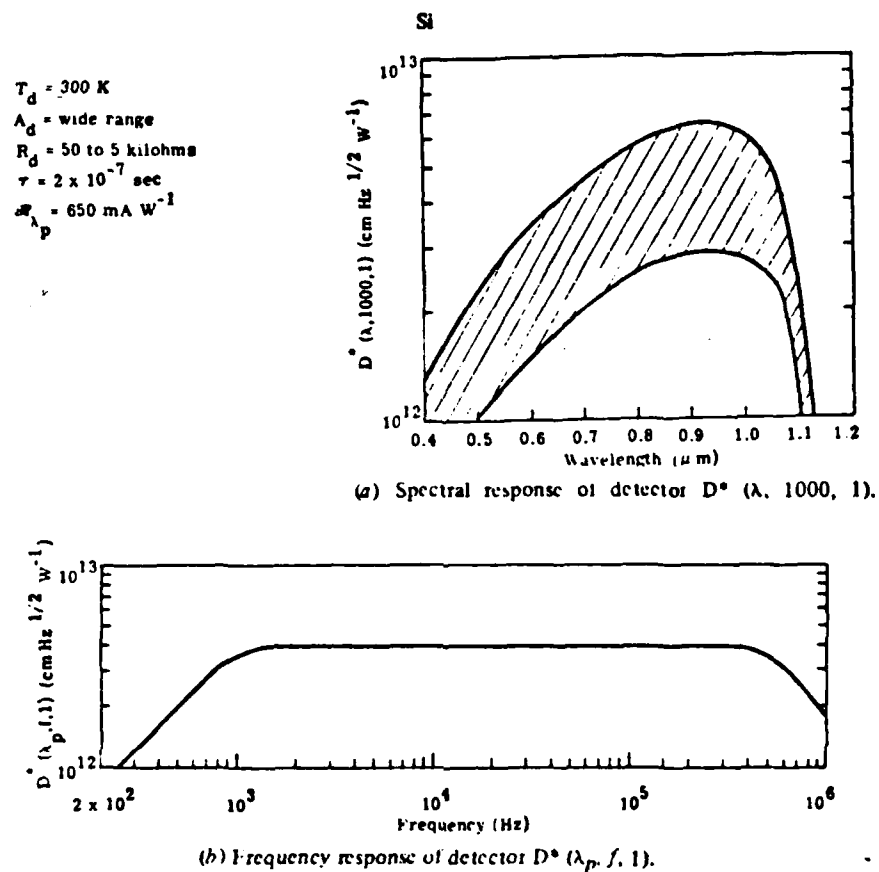 Si
T_d = 300 K
A_d = wide range
R_d = 50 to 5 kilohms
τ = 2 x 10^-7 sec
ℛ_λ_p = 650 mA W^-1
D* (λ,1000,1) (cm Hz^1/2 W^-1)
10^13
10^12
0.4 0.5 0.6 0.7 0.8 0.9 1.0 1.1 1.2
Wavelength (μm)
(a) Spectral response of detector D* (λ, 1000, 1).
D* (λ_p,f,1) (cm Hz^1/2 W^-1)
10^13
10^12
2 x 10^2 10^3 10^4 10^5 10^6
Frequency (Hz)
(b) Frequency response of detector D* (λ_p, f, 1).